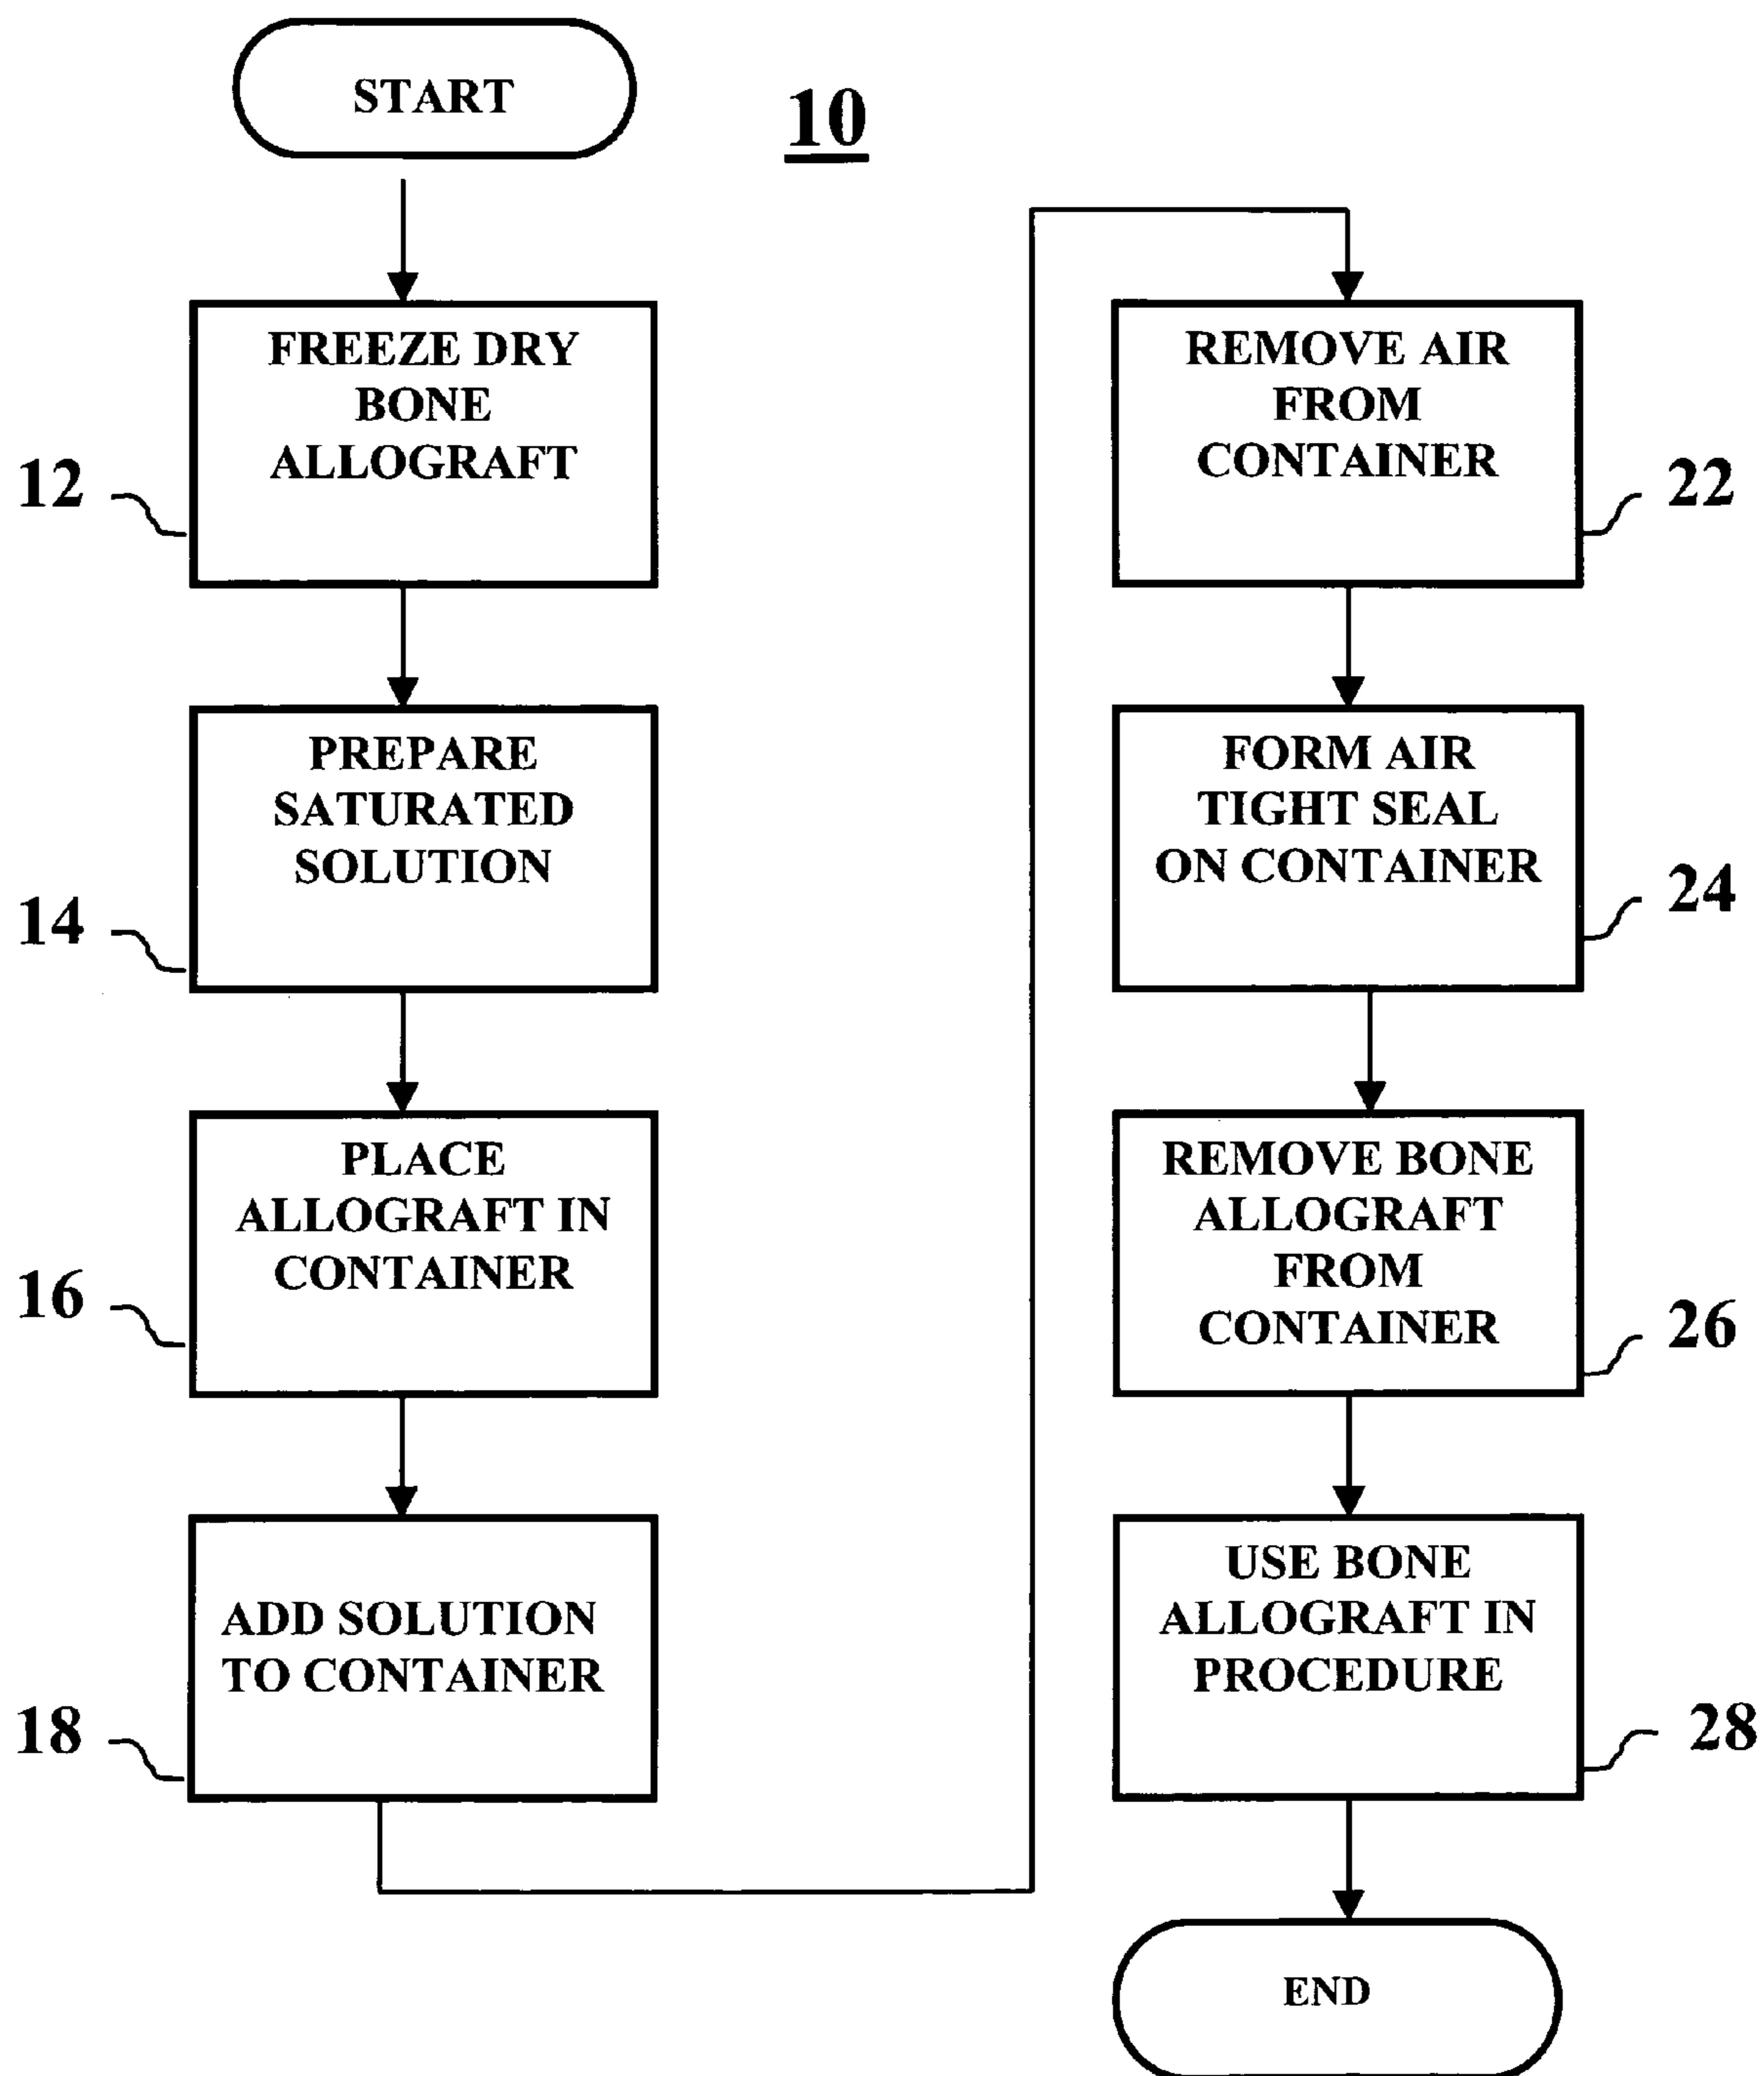 START
10
FREEZE DRY
BONE
ALLOGRAFT
12
PREPARE
SATURATED
SOLUTION
14
PLACE
ALLOGRAFT IN
CONTAINER
16
ADD SOLUTION
TO CONTAINER
18
REMOVE AIR
FROM
CONTAINER
22
FORM AIR
TIGHT SEAL
ON CONTAINER
24
REMOVE BONE
ALLOGRAFT
FROM
CONTAINER
26
USE BONE
ALLOGRAFT IN
PROCEDURE
28
END